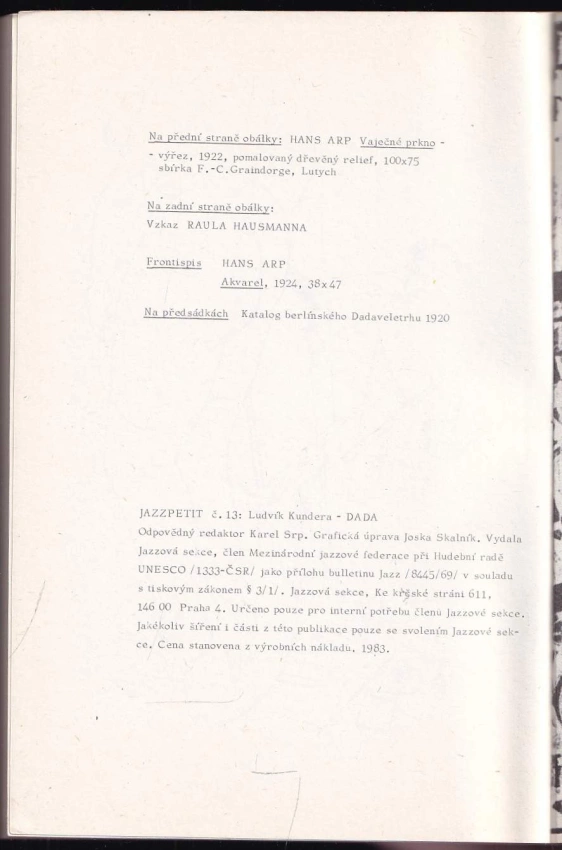 Na přední straně obálky: HANS ARP Vaječné prkno -
- výřez, 1922, pomalovaný dřevěný relief, 100x75
sbírka F.-C.Graindorge, Lutych
Na zadní straně obálky:
Vzkaz RAULA HAUSMANNA
Frontispis HANS ARP
Akvarel, 1924, 38x47
Na předsádkách Katalog berlínského Dadaveletrhu 1920
JAZZPETIT č.13: Ludvík Kundera - DADA
Odpovědný redaktor Karel Srp. Grafická úprava Joska Skalník. Vydala
Jazzová sekce, člen Mezinárodní jazzové federace při Hudební radě
UNESCO /1333-ČSR/ jako přílohu bulletinu Jazz /8445/69/ v souladu
s tiskovým zákonem § 3/1/. Jazzová sekce, Ke kršské stráni 611,
146 00 Praha 4. Určeno pouze pro interní potřebu členů Jazzové sekce.
Jakékoliv šíření i části z této publikace pouze se svolením Jazzové sek-
ce. Cena stanovena z výrobních nákladů. 1983.